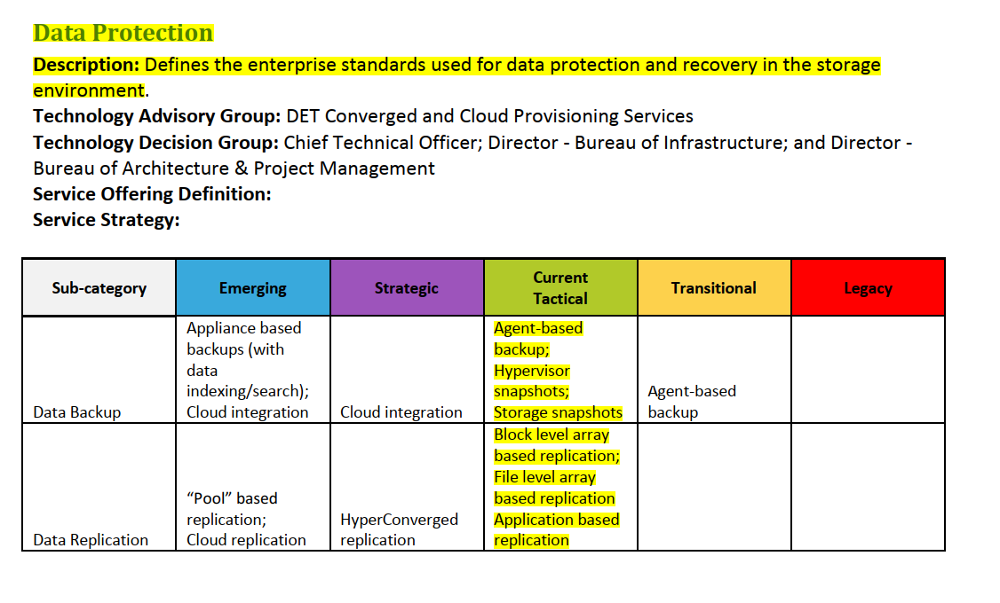 Data Protection
Description: Defines the enterprise standards used for data protection and recovery in the storage
environment.
Technology Advisory Group: DET Converged and Cloud Provisioning Services
Technology Decision Group: Chief Technical Officer; Director - Bureau of Infrastructure; and Director -
Bureau of Architecture & Project Management
Service Offering Definition:
Service Strategy:
Sub-category
Emerging
Strategic
Current
Tactical
Transitional
Legacy
Data Backup
Appliance based
backups (with
data
indexing/search);
Cloud integration
Cloud integration
Agent-based
backup;
Hypervisor
snapshots;
Storage snapshots
Agent-based
backup
Data Replication
“Pool” based
replication;
Cloud replication
HyperConverged
replication
Block level array
based replication;
File level array
based replication
Application based
replication